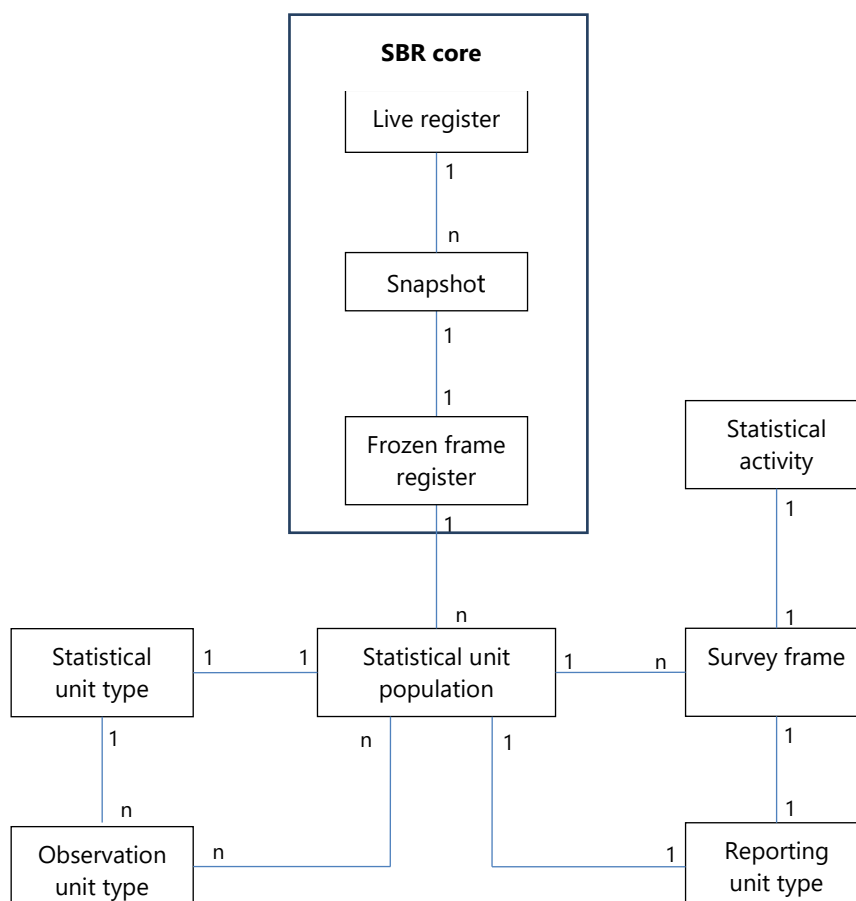 SBR core
Live register
1
n
Snapshot
1
1
Frozen frame
register
1
Statistical
activity
1
n
1
Statistical
unit type
1
1
Statistical unit
population
1
n
Survey frame
1
n
1
1
n
1
Observation
unit type
n
1
Reporting
unit type